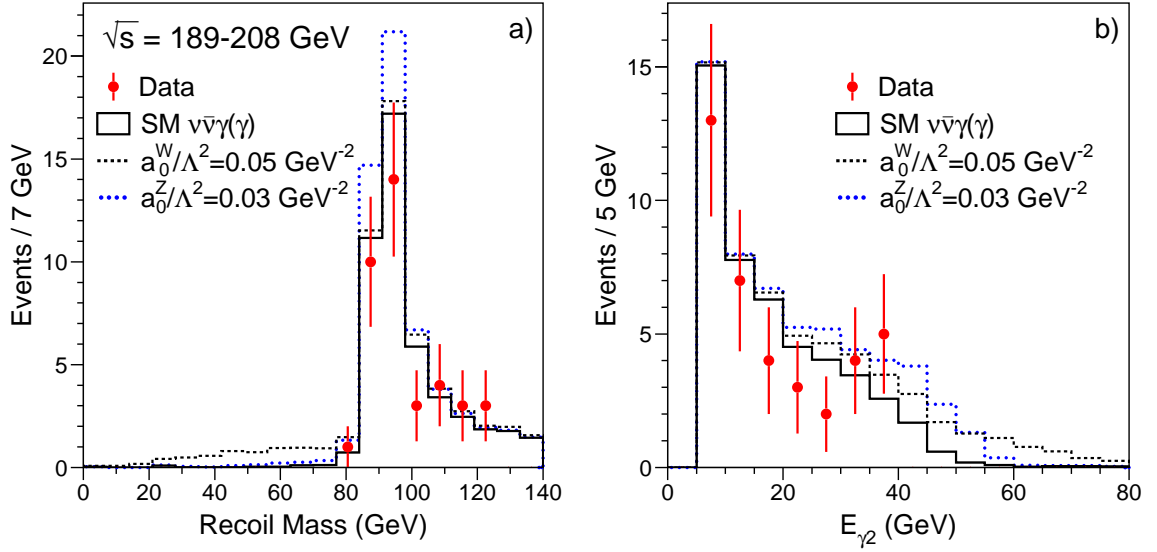 √s = 189-208 GeV
a)
Data
SM νν̄γ(γ)
a₀ᵂ/Λ²=0.05 GeV⁻²
a₀ᶻ/Λ²=0.03 GeV⁻²
Events / 7 GeV
0
5
10
15
20
0 20 40 60 80 100 120 140
Recoil Mass (GeV)
b)
Data
SM νν̄γ(γ)
a₀ᵂ/Λ²=0.05 GeV⁻²
a₀ᶻ/Λ²=0.03 GeV⁻²
Events / 5 GeV
0
5
10
15
0 20 40 60 80
E_γ2 (GeV)